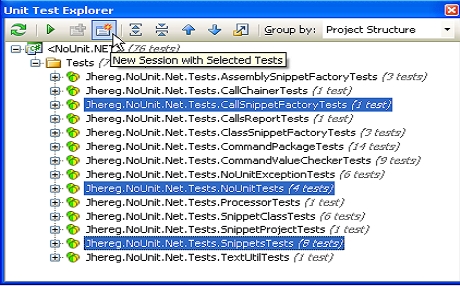 Unit Test Explorer
Group by: Project Structure
<NoUnit.NET> (76 tests)
New Session with Selected Tests
Tests (7
Jhereg.NoUnit.Net.Tests.AssemblySnippetFactoryTests (3 tests)
Jhereg.NoUnit.Net.Tests.CallChainerTests (1 test)
Jhereg.NoUnit.Net.Tests.CallSnippetFactoryTests (1 test)
Jhereg.NoUnit.Net.Tests.CallsReportTests (1 test)
Jhereg.NoUnit.Net.Tests.ClassSnippetFactoryTests (3 tests)
Jhereg.NoUnit.Net.Tests.CommandPackageTests (14 tests)
Jhereg.NoUnit.Net.Tests.CommandValueCheckerTests (9 tests)
Jhereg.NoUnit.Net.Tests.NoUnitExceptionTests (6 tests)
Jhereg.NoUnit.Net.Tests.NoUnitTests (4 tests)
Jhereg.NoUnit.Net.Tests.ProcessorTests (1 test)
Jhereg.NoUnit.Net.Tests.SnippetClassTests (6 tests)
Jhereg.NoUnit.Net.Tests.SnippetProjectTests (1 test)
Jhereg.NoUnit.Net.Tests.SnippetsTests (8 tests)
Jhereg.NoUnit.Net.Tests.TextUtilTests (1 test)